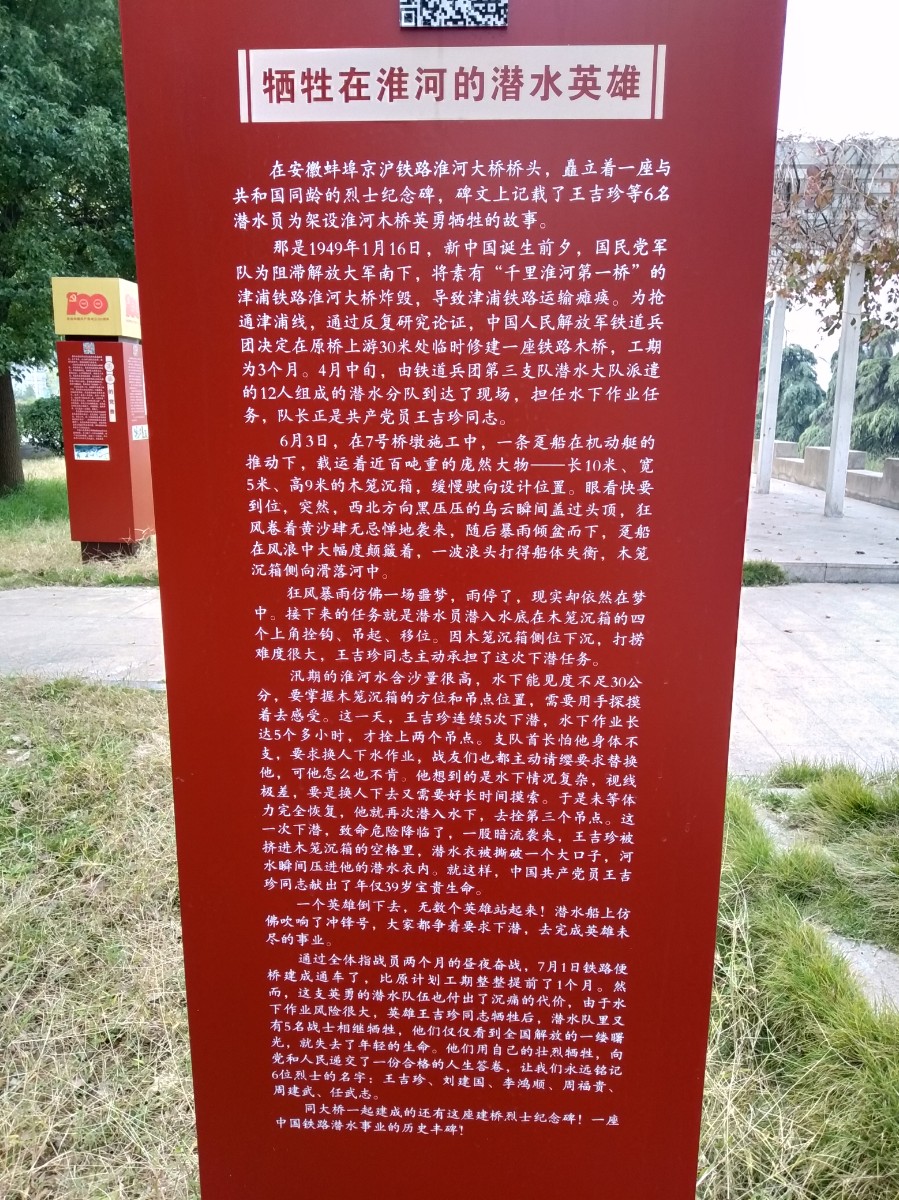 牺牲在淮河的潜水英雄
在安徽蚌埠京沪铁路淮河大桥桥头，矗立着一座与
共和国同龄的烈士纪念碑，碑文上记载了王吉珍等6名
潜水员为架设淮河木桥英勇牺牲的故事。
那是1949年1月16日，新中国诞生前夕，国民党军
队为阻滞解放大军南下，将素有“千里淮河第一桥”的
津浦铁路淮河大桥炸毁，导致津浦铁路运输瘫痪。为抢
通津浦线，通过反复研究论证，中国人民解放军铁道兵
团决定在原桥上游30米处临时修建一座铁路木桥，工期
为3个月。4月中旬，由铁道兵团第三支队潜水大队派遣
的12人组成的潜水分队到达了现场，担任水下作业任
务，队长正是共产党员王吉珍同志。
6月3日，在7号桥墩施工中，一条趸船在机动艇的
推动下，载运着近百吨重的庞然大物——长10米、宽
5米、高9米的木笼沉箱，缓慢驶向设计位置。眼看快要
到位，突然，西北方向黑压压的乌云瞬间盖过头顶，狂
风卷着黄沙肆无忌惮地袭来，随后暴雨倾盆而下，趸船
在风浪中大幅度颠簸着，一波浪头打得船体失衡，木笼
沉箱侧向滑落河中。
狂风暴雨仿佛一场噩梦，雨停了，现实却依然在梦
中。接下来的任务就是潜水员潜入水底在木笼沉箱的四
个上角拴钩、吊起、移位。因木笼沉箱侧位下沉，打捞
难度很大，王吉珍同志主动承担了这次下潜任务。
汛期的淮河水含沙量很高，水下能见度不足30公
分，要掌握木笼沉箱的方位和吊点位置，需要用手探摸
着去感受。这一天，王吉珍连续5次下潜，水下作业长
达5个多小时，才拴上两个吊点。支队首长怕他身体不
支，要求换人下水作业，战友们也都主动请缨要求替换
他，可他怎么也不肯。他想到的是水下情况复杂，视线
极差，要是换人下去又需要好长时间摸索。于是未等体
力完全恢复，他就再次潜入水下，去拴第三个吊点。这
一次下潜，致命危险降临了，一股暗流袭来，王吉珍被
挤进木笼沉箱的空格里，潜水衣被撕破一个大口子，河
水瞬间压进他的潜水衣内。就这样，中国共产党员王吉
珍同志献出了年仅39岁宝贵生命。
一个英雄倒下去，无数个英雄站起来！潜水船上仿
佛吹响了冲锋号，大家都争着要求下潜，去完成英雄未
尽的事业。
通过全体指战员两个月的昼夜奋战，7月1日铁路便
桥建成通车了，比原计划工期整整提前了1个月。然
而，这支英勇的潜水队伍也付出了沉痛的代价，由于水
下作业风险很大，英雄王吉珍同志牺牲后，潜水队里又
有5名战士相继牺牲，他们仅仅看到全国解放的一缕曙
光，就失去了年轻的生命。他们用自己的壮烈牺牲，向
党和人民递交了一份合格的人生答卷，让我们永远铭记
6位烈士的名字：王吉珍、刘建国、李鸿顺、周福贵、
周建武、任武志。
同大桥一起建成的还有这座建桥烈士纪念碑！一座
中国铁路潜水事业的历史丰碑！
100